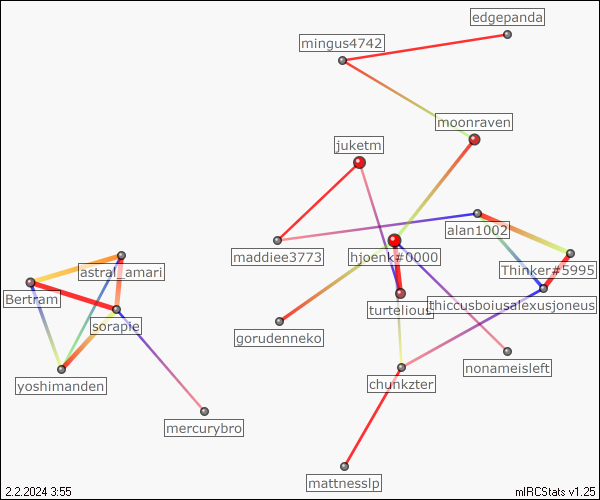 edgepanda
mingus4742
moonraven
juketm
alan1002
maddiee3773
hjoenk#0000
astral_amari
Thinker#5995
Bertram
turtelious
thiccusboiusalexusjoneus
sorapie
gorudenneko
nonameisleft
yoshimanden
chunkzter
mercurybro
mattnesslp
2.2.2024 3:55
mIRCStats v1.25